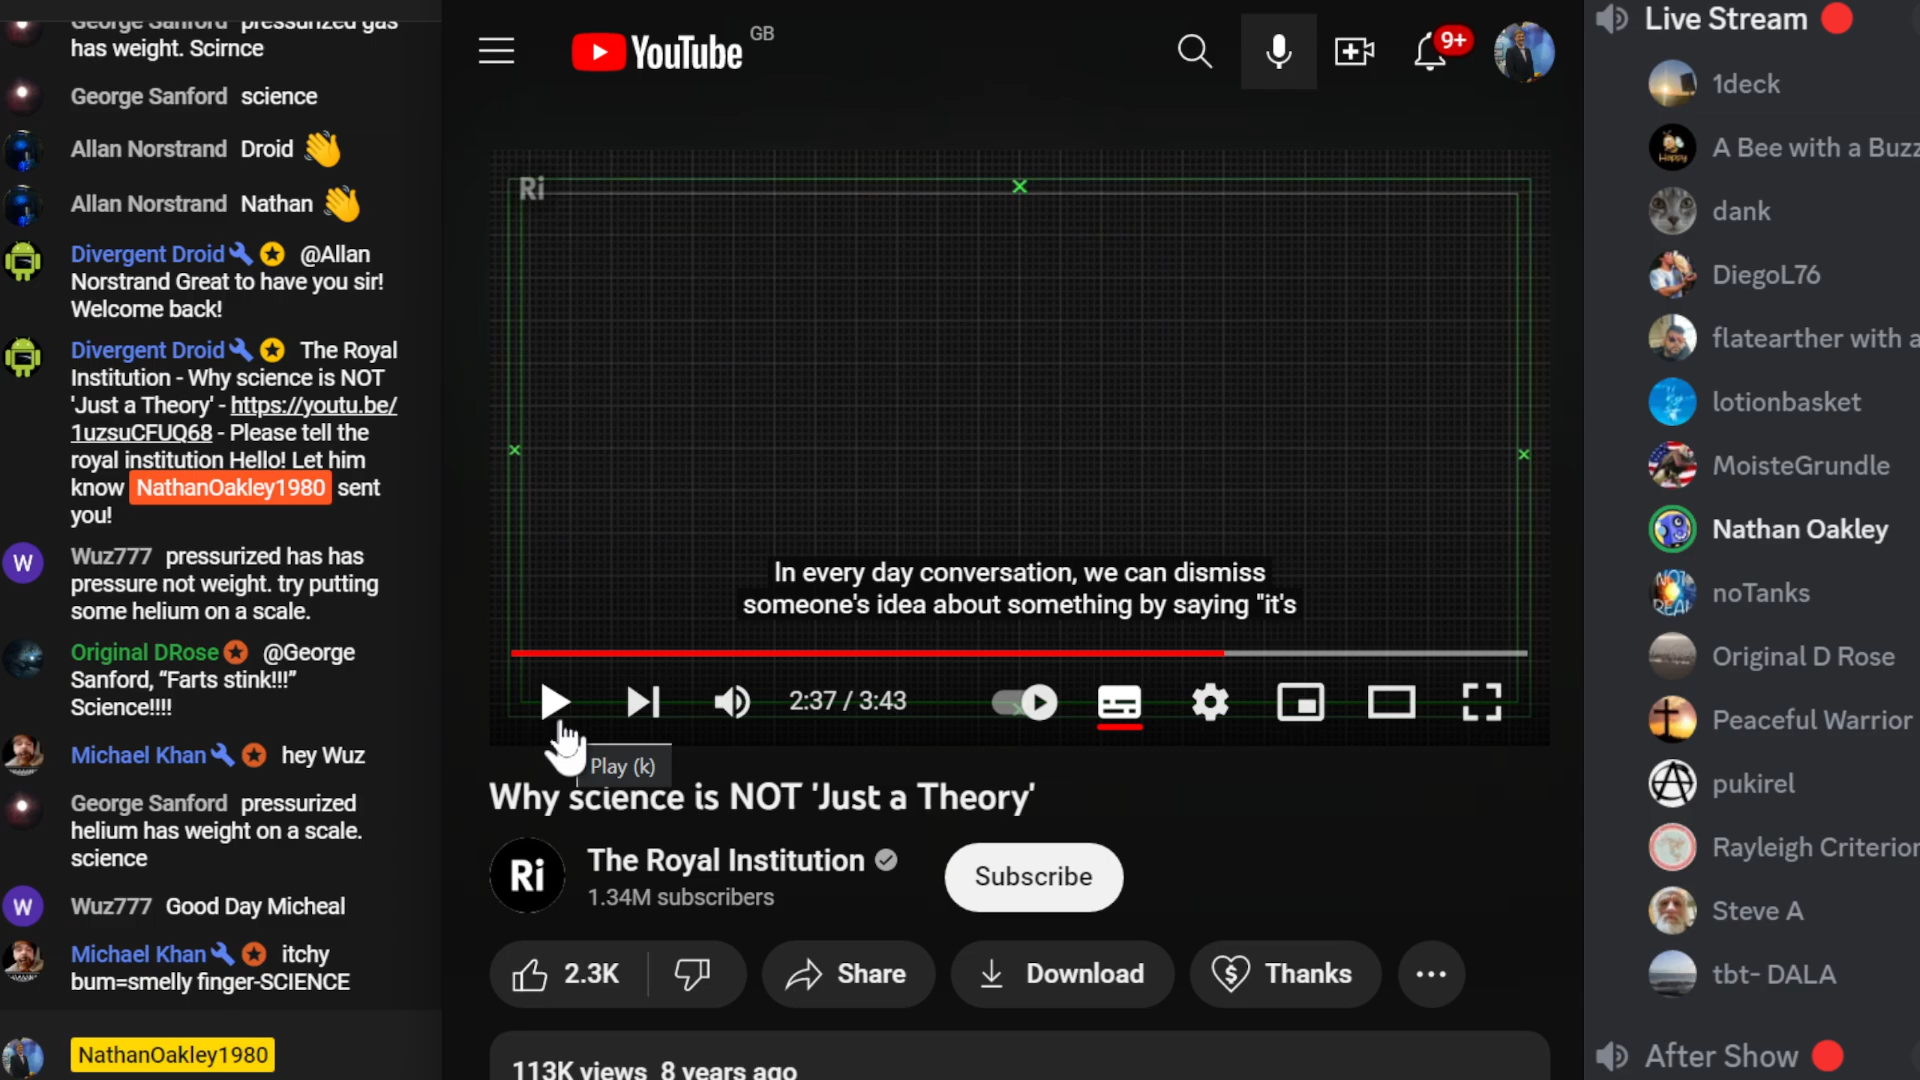 George Sanford pressurized gas
has weight. Scirnce
George Sanford science
Allan Norstrand Droid 👋
Allan Norstrand Nathan 👋
Divergent Droid @Allan
Norstrand Great to have you sir!
Welcome back!
Divergent Droid The Royal
Institution - Why science is NOT
'Just a Theory' - https://youtu.be/
1uzsuCFUQ68 - Please tell the
royal institution Hello! Let him
know NathanOakley1980 sent
you!
W
Wuz777 pressurized has has
pressure not weight. try putting
some helium on a scale.
Original DRose @George
Sanford, “Farts stink!!!”
Science!!!!
Michael Khan hey Wuz
George Sanford pressurized
helium has weight on a scale.
science
W
Wuz777 Good Day Micheal
Michael Khan itchy
bum=smelly finger-SCIENCE
NathanOakley1980
YouTube GB
9+
Ri
In every day conversation, we can dismiss
someone's idea about something by saying "it's
2:37 / 3:43
Play (k)
Why science is NOT 'Just a Theory'
Ri
The Royal Institution
1.34M subscribers
Subscribe
2.3K
Share
Download
Thanks
113K views 8 years ago
Live Stream
1deck
Happy
A Bee with a Buzz
dank
DiegoL76
flatearther with a
lotionbasket
MoisteGrundle
Nathan Oakley
noTanks
Original D Rose
Peaceful Warrior
pukirel
Rayleigh Criterion
Steve A
tbt- DALA
After Show